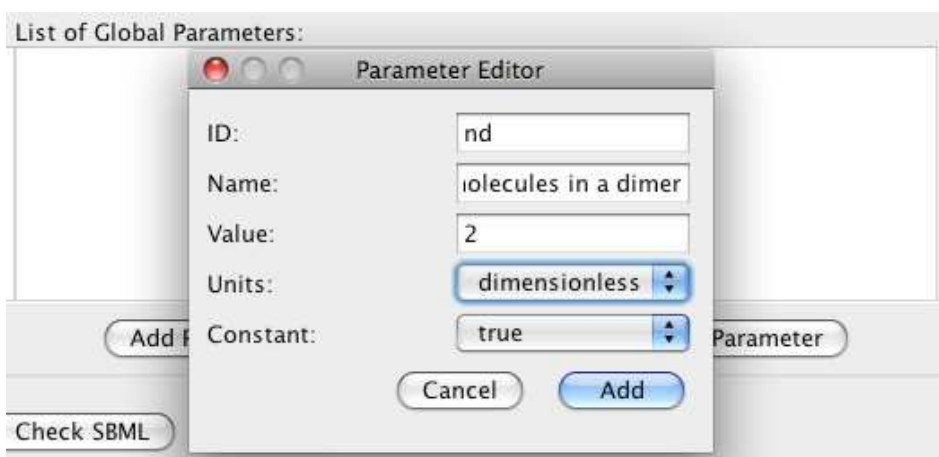 List of Global Parameters:
Parameter Editor
ID: nd
Name: olecules in a dimer
Value: 2
Units: dimensionless
Constant: true
Add Parameter
Cancel Add
Check SBML